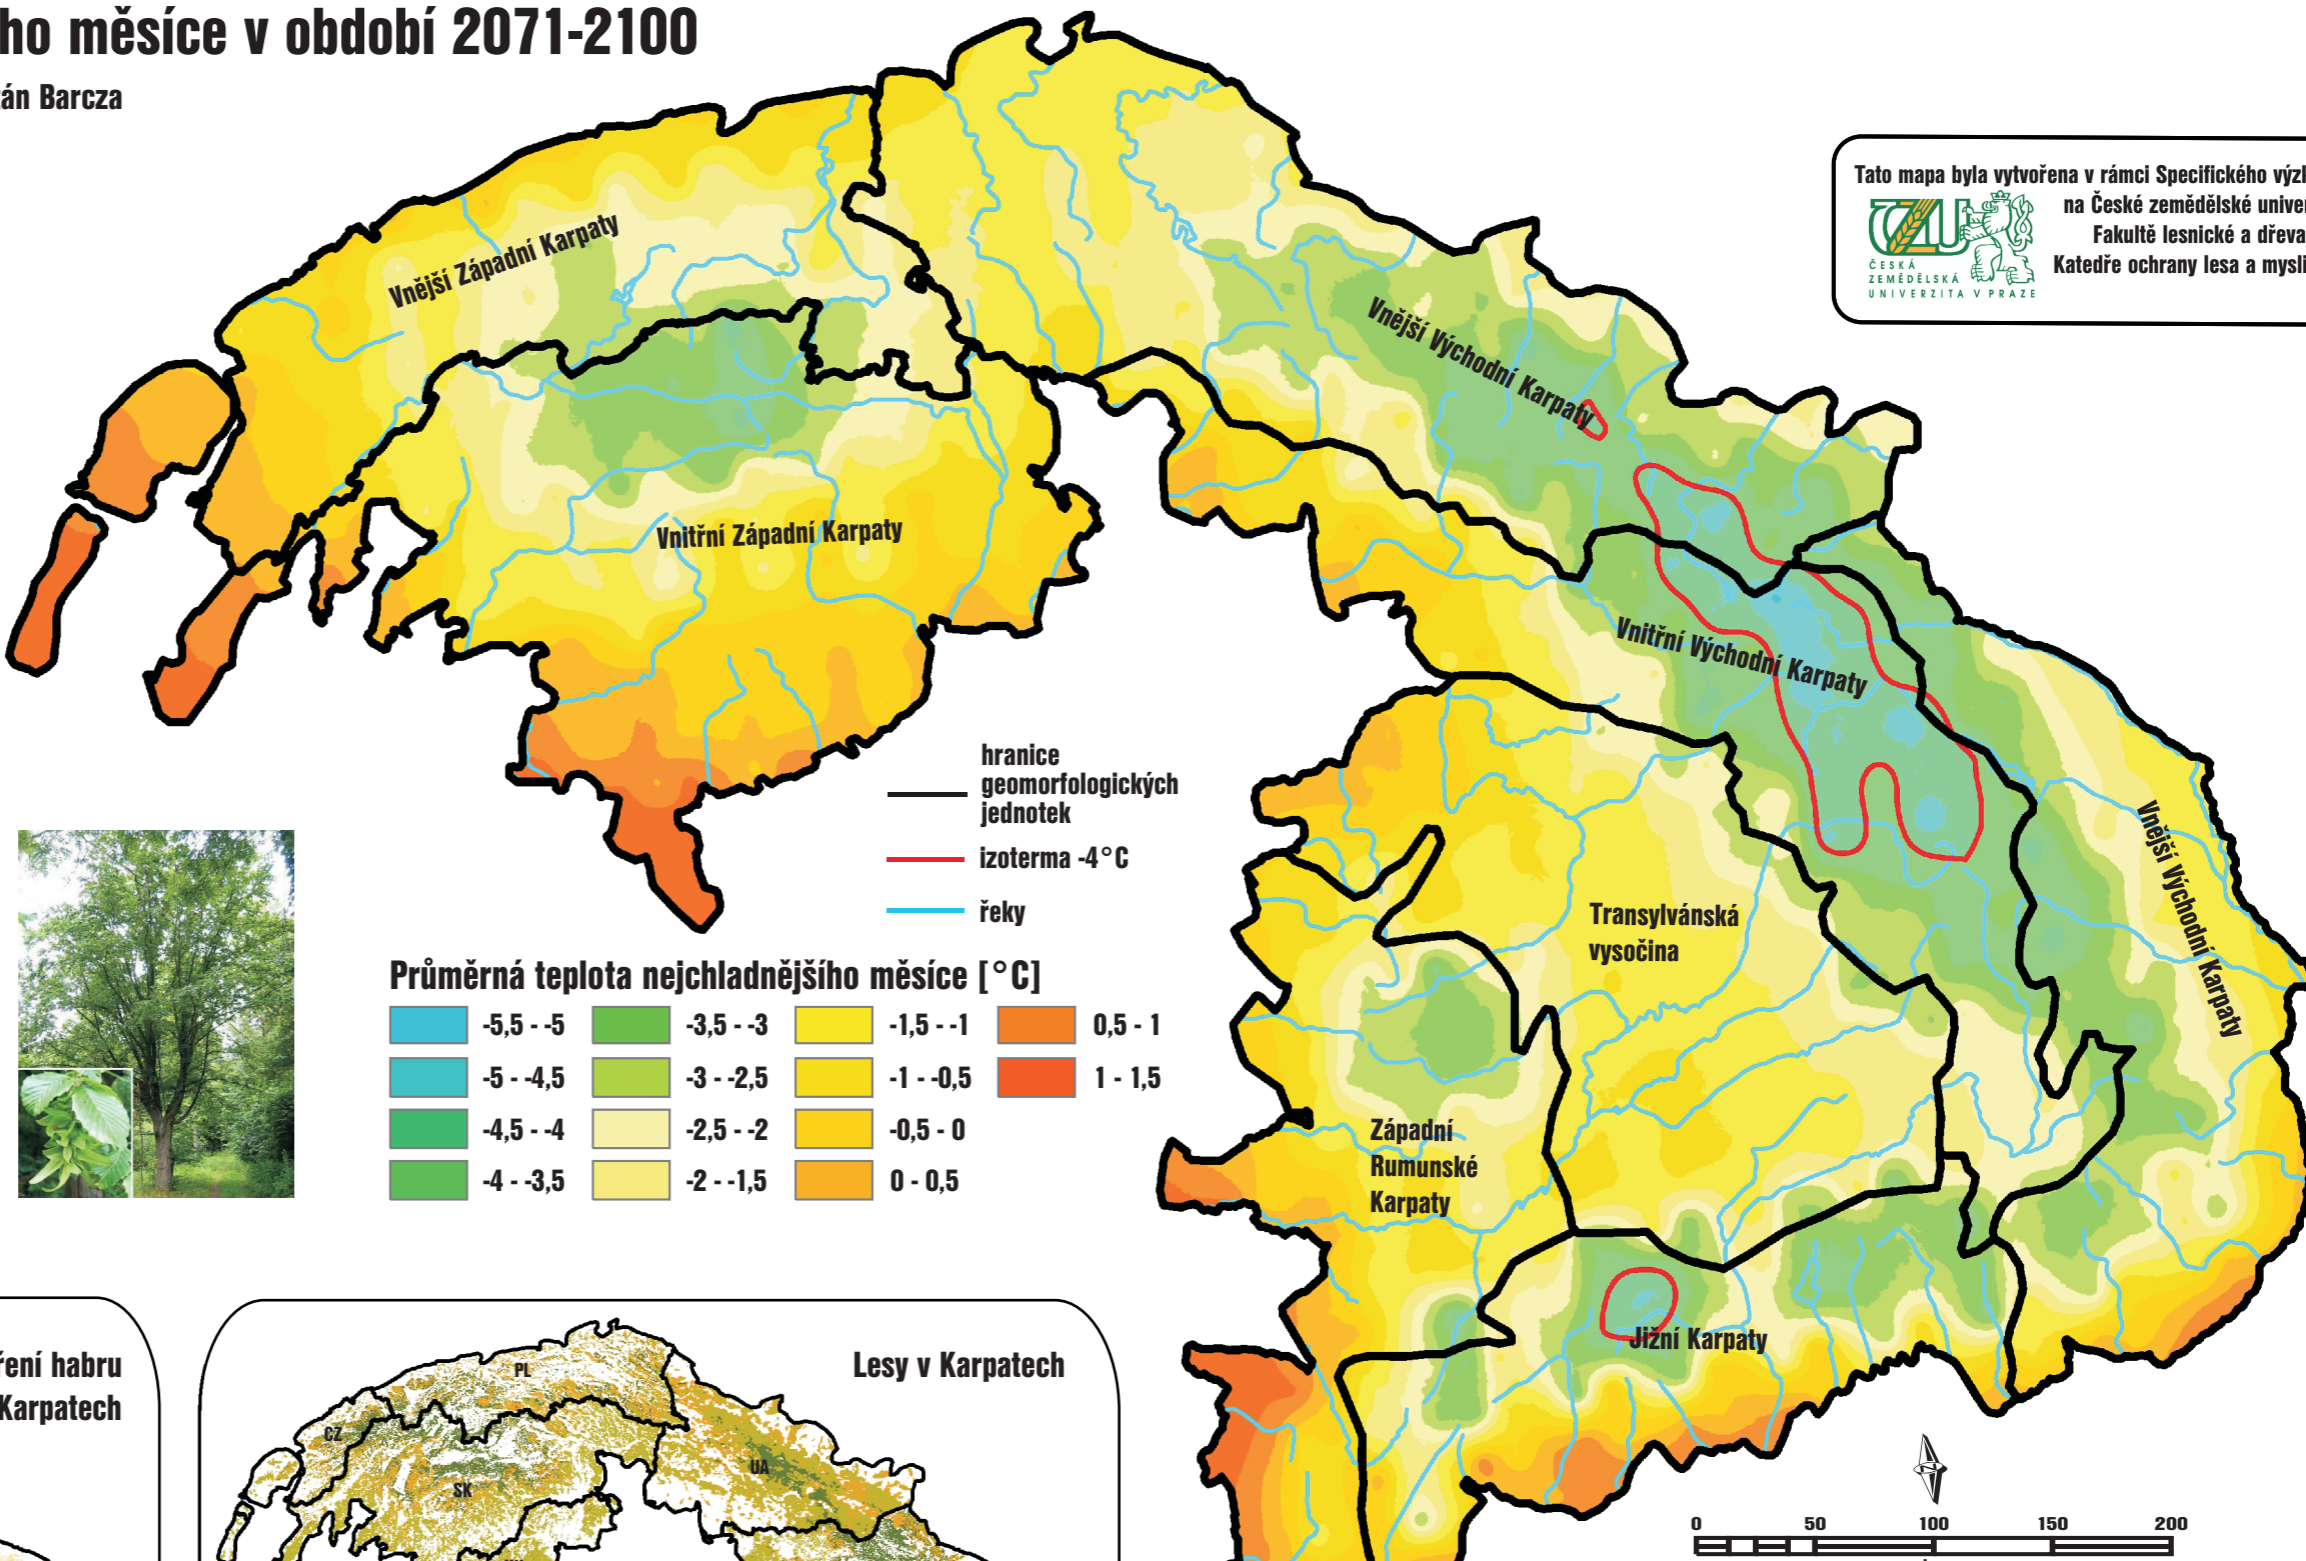 ho měsíce v období 2071-2100
tán Barcza
Tato mapa byla vytvořena v rámci Specifického
na České zemědělské
Fakultě lesnické a
Katedře ochrany lesa a
ČZU
ČESKÁ
ZEMĚDĚLSKÁ
UNIVERZITA V PRAZE
Vnější Západní Karpaty
Vnější Východní Karpaty
Vnitřní Západní Karpaty
Vnitřní Východní Karpaty
Vnější Východní Karpaty
Transylvánská
vysočina
Západní
Rumunské
Karpaty
Jižní Karpaty
hranice
geomorfologických
jednotek
izoterma -4°C
řeky
Průměrná teplota nejchladnějšího měsíce [°C]
-5,5 - -5
-5 - -4,5
-4,5 - -4
-4 - -3,5
-3,5 - -3
-3 - -2,5
-2,5 - -2
-2 - -1,5
-1,5 - -1
-1 - -0,5
-0,5 - 0
0 - 0,5
0,5 - 1
1 - 1,5
ření habru
Karpatech
Lesy v Karpatech
PL
CZ
SK
UA
N
0 50 100 150 200